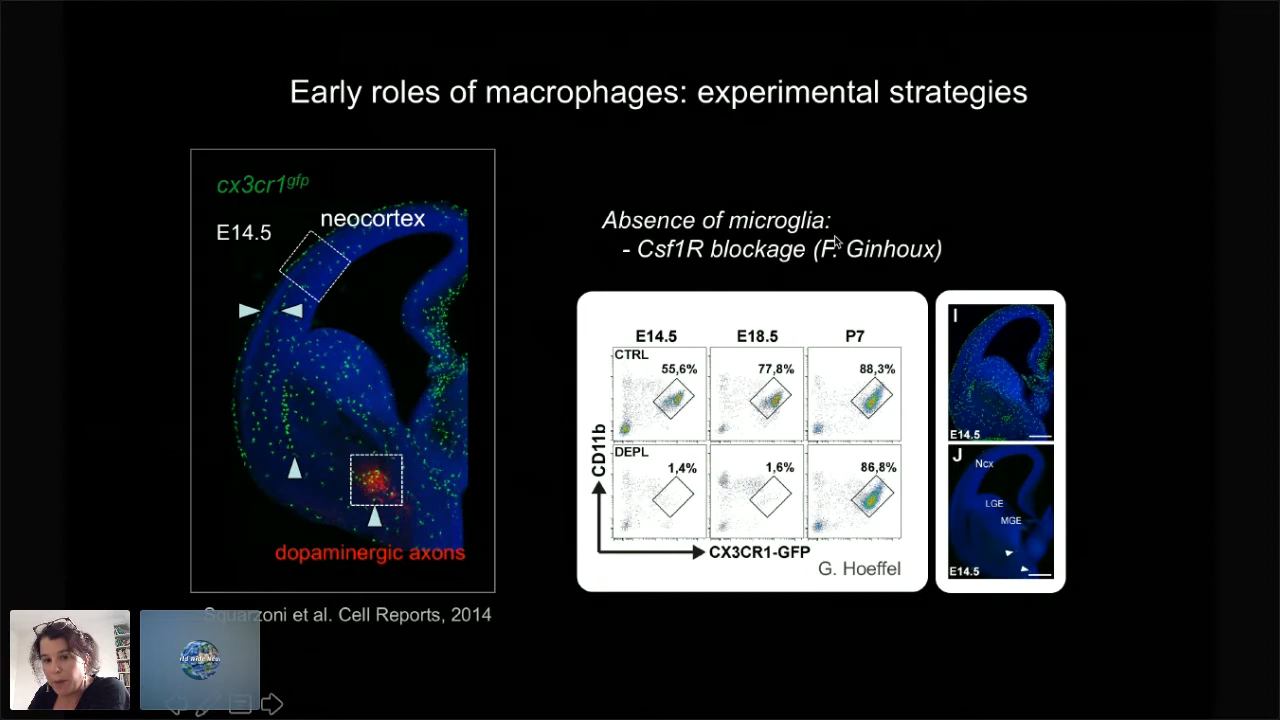 Early roles of macrophages: experimental strategies
cx3cr1gfp
E14.5
neocortex
dopaminergic axons
Squarzoni et al. Cell Reports, 2014
Absence of microglia:
- Csf1R blockage (F. Ginhoux)
E14.5 E18.5 P7
CTRL
55,6% 77,8% 88,3%
DEPL
1,4% 1,6% 86,8%
CD11b
CX3CR1-GFP
G. Hoeffel
I
E14.5
J
Ncx
LGE
MGE
E14.5